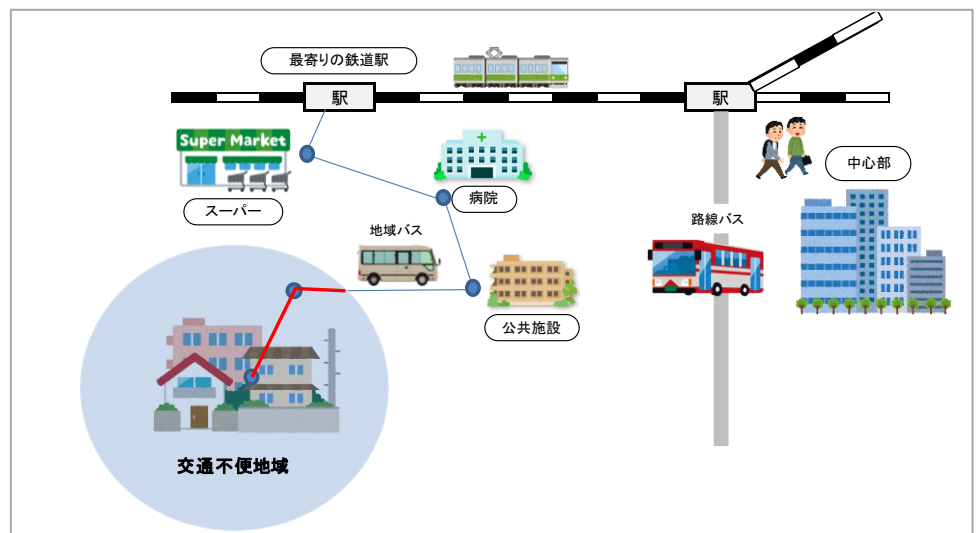 最寄りの鉄道駅
駅
駅
Super Market
スーパー
病院
中心部
地域バス
路線バス
公共施設
交通不便地域